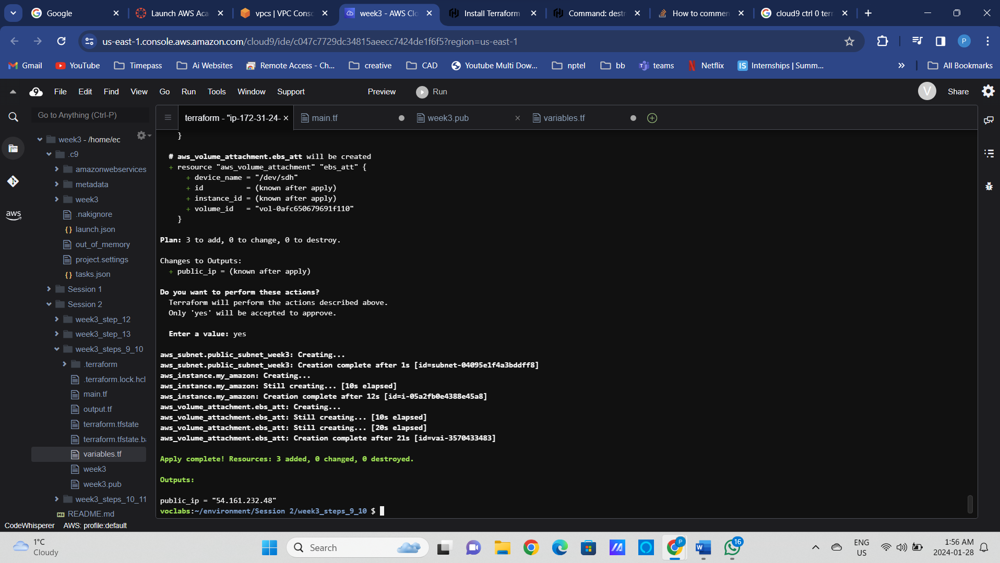 Google
Launch AWS Aca
vpcs | VPC Conso
week3 - AWS Clo
Install Terraform
Command: destr
How to commen
cloud9 ctrl 0 terr
us-east-1.console.aws.amazon.com/cloud9/ide/c047c7729dc34815aeecc7424de1f6f5?region=us-east-1
P
Gmail
YouTube
Timepass
Ai Websites
Remote Access - Ch...
creative
CAD
Youtube Multi Dow...
nptel
bb
teams
Netflix
IS Internships | Summ...
All Bookmarks
9 File Edit Find View Go Run Tools Window Support Preview Run
V Share
Go to Anything (Ctrl-P)
terraform - "ip-172-31-24-
main.tf
week3.pub
variables.tf
week3 - /home/ec
.c9
amazonwebservices
metadata
week3
.nakignore
{} launch.json
out_of_memory
project.settings
{} tasks.json
Session 1
Session 2
week3_step_12
week3_step_13
week3_steps_9_10
.terraform
.terraform.lock.hcl
main.tf
output.tf
terraform.tfstate
terraform.tfstate.ba
variables.tf
week3
week3.pub
week3_steps_10_11
README.md
aws
}
# aws_volume_attachment.ebs_att will be created
+ resource "aws_volume_attachment" "ebs_att" {
+ device_name = "/dev/sdh"
+ id = (known after apply)
+ instance_id = (known after apply)
+ volume_id = "vol-0afc650679691f110"
}
Plan: 3 to add, 0 to change, 0 to destroy.
Changes to Outputs:
+ public_ip = (known after apply)
Do you want to perform these actions?
Terraform will perform the actions described above.
Only 'yes' will be accepted to approve.
Enter a value: yes
aws_subnet.public_subnet_week3: Creating...
aws_subnet.public_subnet_week3: Creation complete after 1s [id=subnet-04095e1f4a3bddff8]
aws_instance.my_amazon: Creating...
aws_instance.my_amazon: Still creating... [10s elapsed]
aws_instance.my_amazon: Creation complete after 12s [id=i-05a2fb0e4388e45a8]
aws_volume_attachment.ebs_att: Creating...
aws_volume_attachment.ebs_att: Still creating... [10s elapsed]
aws_volume_attachment.ebs_att: Still creating... [20s elapsed]
aws_volume_attachment.ebs_att: Creation complete after 21s [id=vai-3570433483]
Apply complete! Resources: 3 added, 0 changed, 0 destroyed.
Outputs:
public_ip = "54.161.232.48"
voclabs:~/environment/Session 2/week3_steps_9_10 $
CodeWhisperer AWS: profile:default
1°C
Cloudy
Search
P
W
16
ENG
US
1:56 AM
2024-01-28